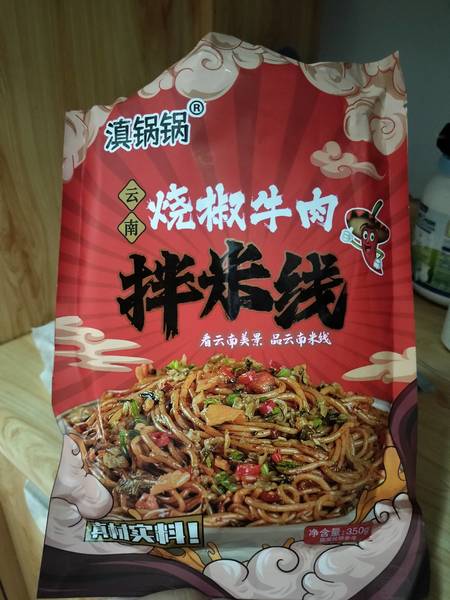 滇锅锅®
云南
烧椒牛肉
拌米线
看云南美景 品云南米线
真材实料!
净含量:350g